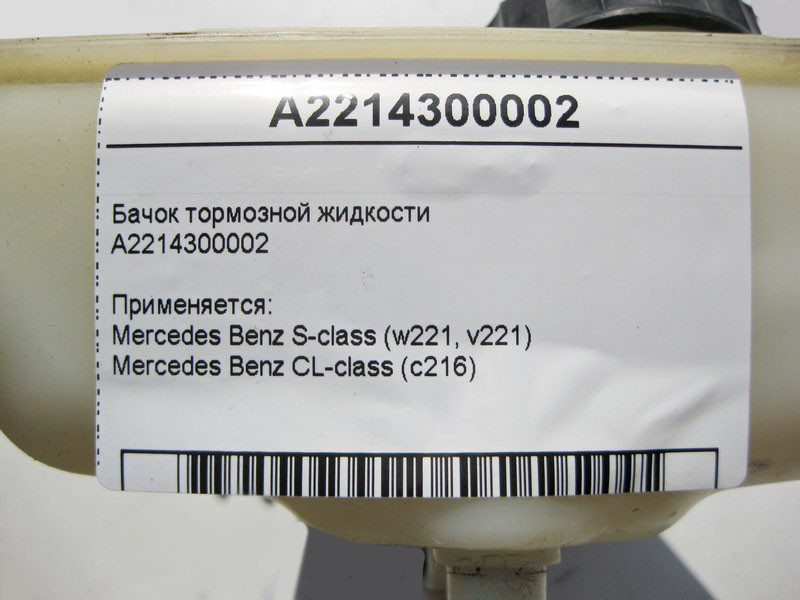 A2214300002
Бачок тормозной жидкости
A2214300002
Применяется:
Mercedes Benz S-class (w221, v221)
Mercedes Benz CL-class (c216)